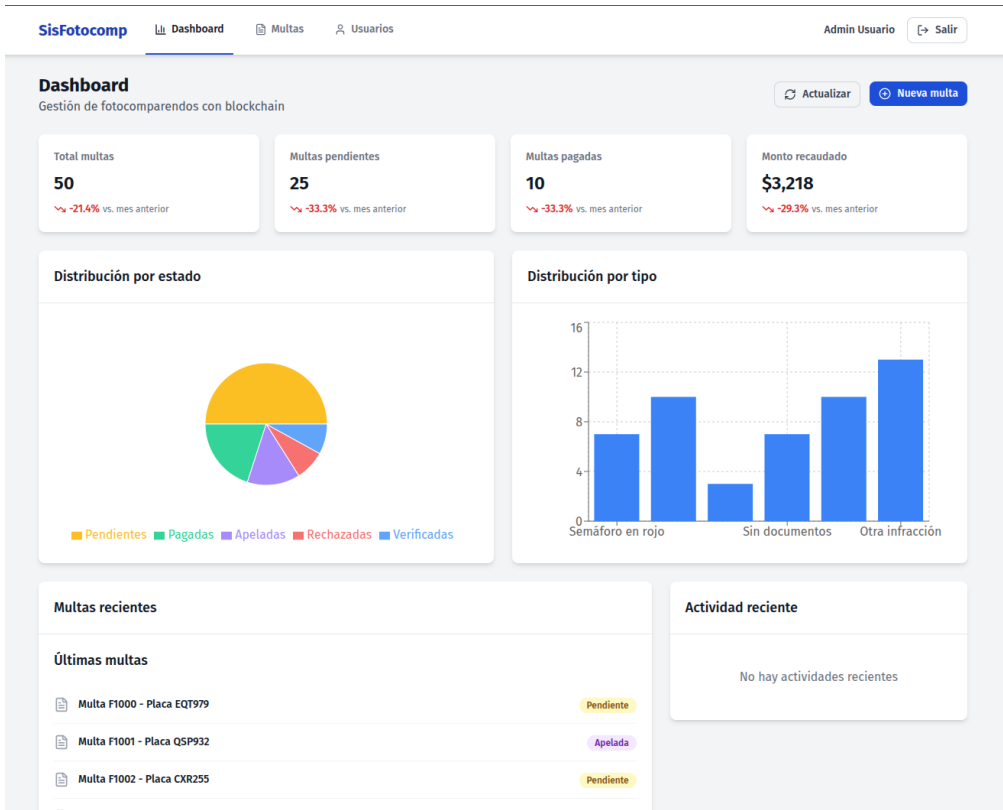 SisFotocomp Dashboard Multas Usuarios Admin Usuario Salir
Dashboard
Gestión de fotocomparendos con blockchain
Actualizar Nueva multa
Total multas
50
-21.4% vs. mes anterior
Multas pendientes
25
-33.3% vs. mes anterior
Multas pagadas
10
-33.3% vs. mes anterior
Monto recaudado
$3,218
-29.3% vs. mes anterior
Distribución por estado
Pendientes Pagadas Apeladas Rechazadas Verificadas
Distribución por tipo
16
12
8
4
0
Semáforo en rojo Sin documentos Otra infracción
Multas recientes
Últimas multas
Multa F1000 - Placa EQT979 Pendiente
Multa F1001 - Placa QSP932 Apelada
Multa F1002 - Placa CXR255 Pendiente
Actividad reciente
No hay actividades recientes